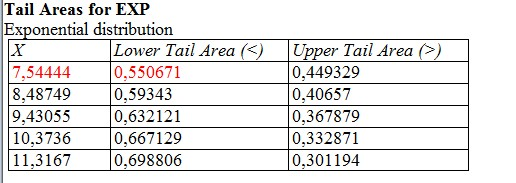 Tail Areas for EXP
Exponential distribution
X Lower Tail Area (<) Upper Tail Area (>)
7,54444 0,550671 0,449329
8,48749 0,59343 0,40657
9,43055 0,632121 0,367879
10,3736 0,667129 0,332871
11,3167 0,698806 0,301194